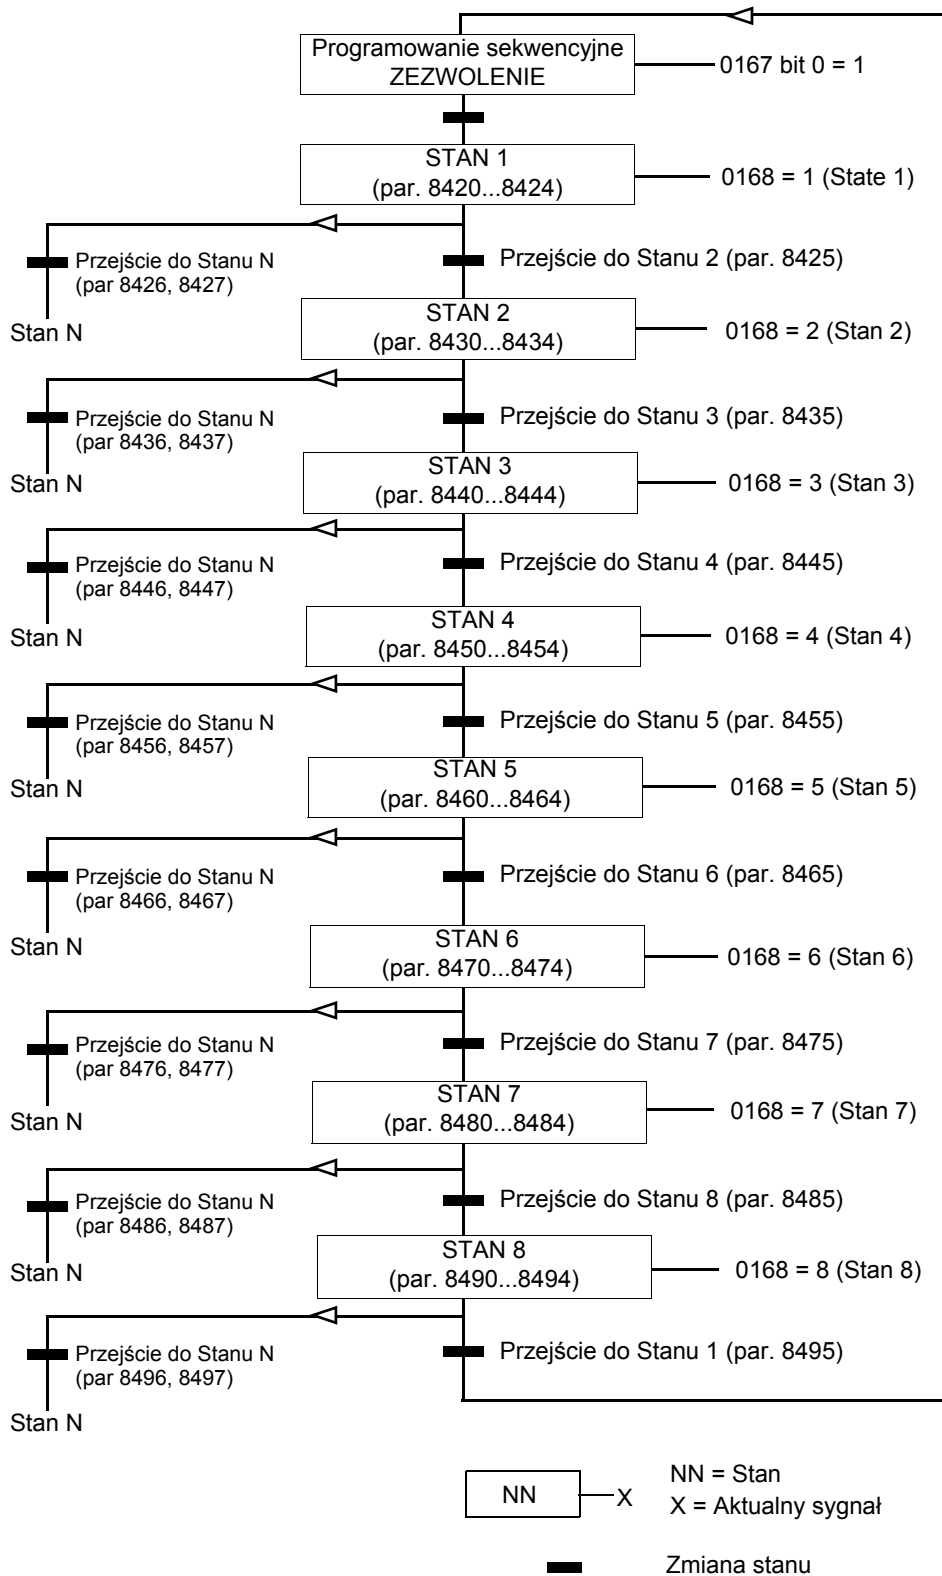 Programowanie sekwencyjne
ZEZWOLENIE
0167 bit 0 = 1
STAN 1
(par. 8420...8424)
0168 = 1 (State 1)
Przejście do Stanu N
(par 8426, 8427)
Przejście do Stanu 2 (par. 8425)
Stan N
STAN 2
(par. 8430...8434)
0168 = 2 (Stan 2)
Przejście do Stanu N
(par 8436, 8437)
Przejście do Stanu 3 (par. 8435)
Stan N
STAN 3
(par. 8440...8444)
0168 = 3 (Stan 3)
Przejście do Stanu N
(par 8446, 8447)
Przejście do Stanu 4 (par. 8445)
Stan N
STAN 4
(par. 8450...8454)
0168 = 4 (Stan 4)
Przejście do Stanu N
(par 8456, 8457)
Przejście do Stanu 5 (par. 8455)
Stan N
STAN 5
(par. 8460...8464)
0168 = 5 (Stan 5)
Przejście do Stanu N
(par 8466, 8467)
Przejście do Stanu 6 (par. 8465)
Stan N
STAN 6
(par. 8470...8474)
0168 = 6 (Stan 6)
Przejście do Stanu N
(par 8476, 8477)
Przejście do Stanu 7 (par. 8475)
Stan N
STAN 7
(par. 8480...8484)
0168 = 7 (Stan 7)
Przejście do Stanu N
(par 8486, 8487)
Przejście do Stanu 8 (par. 8485)
Stan N
STAN 8
(par. 8490...8494)
0168 = 8 (Stan 8)
Przejście do Stanu N
(par 8496, 8497)
Przejście do Stanu 1 (par. 8495)
Stan N
NN
X
NN = Stan
X = Aktualny sygnał
Zmiana stanu